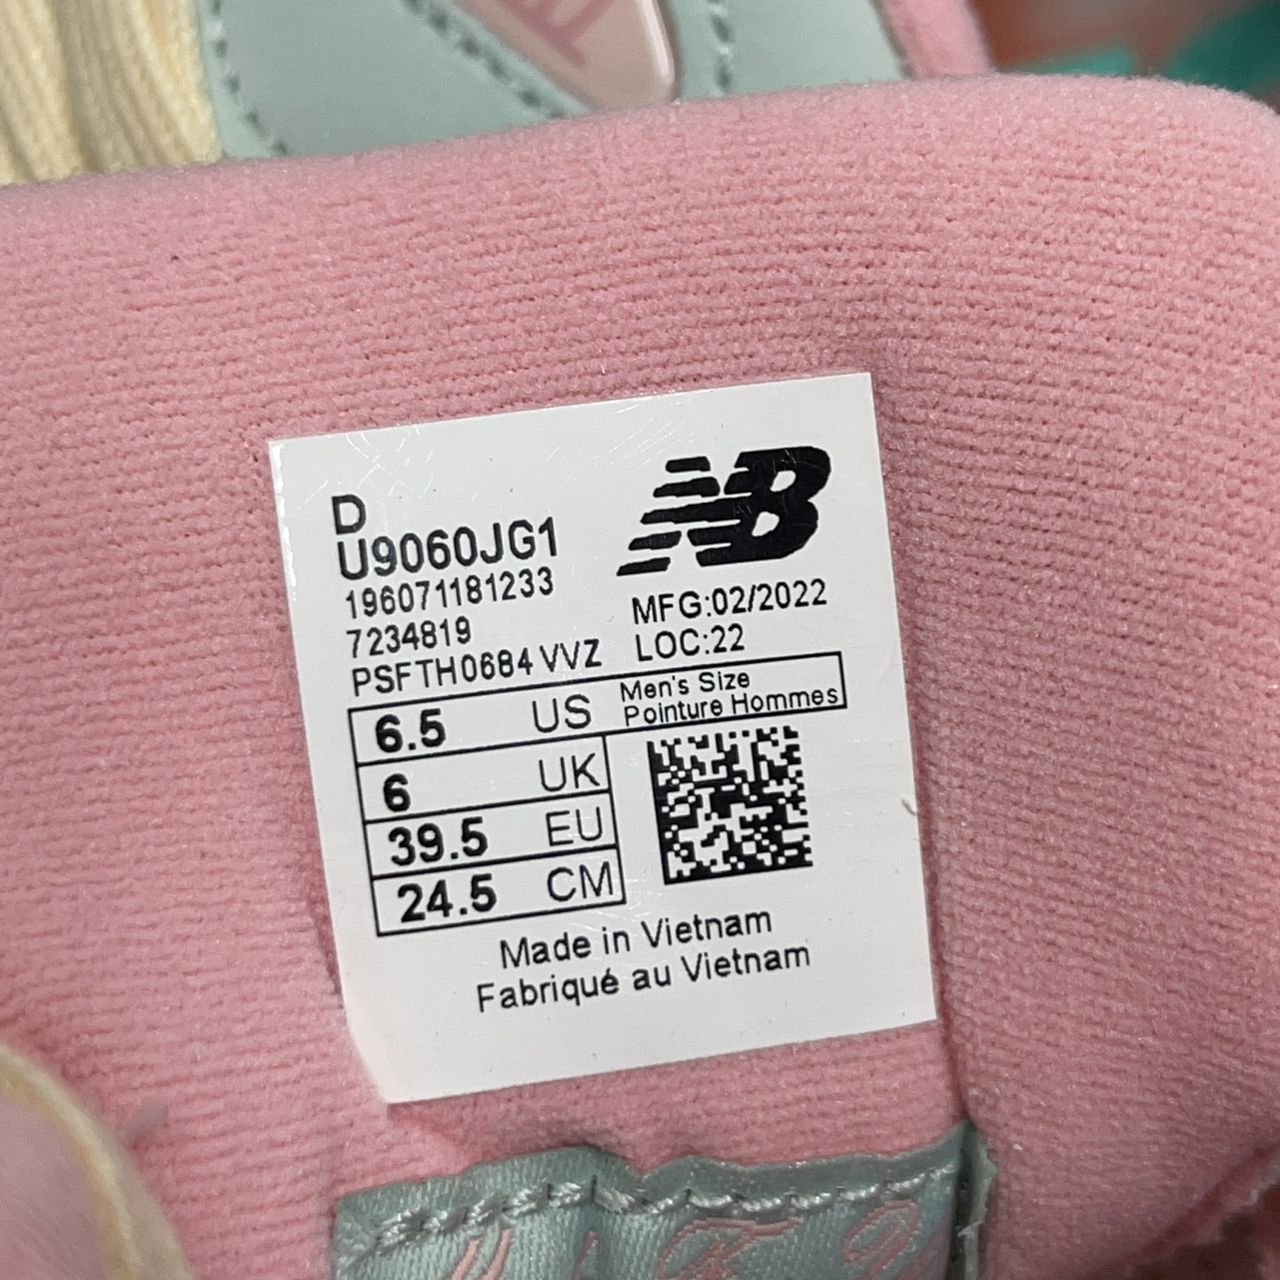 D
U9060JG1
196071181233
7234819
PSFTH0684 VVZ
NB
MFG:02/2022
LOC:22
6.5 US Men's Size
Pointure Hommes
6 UK
39.5 EU
24.5 CM
Made in Vietnam
Fabriqué au Vietnam